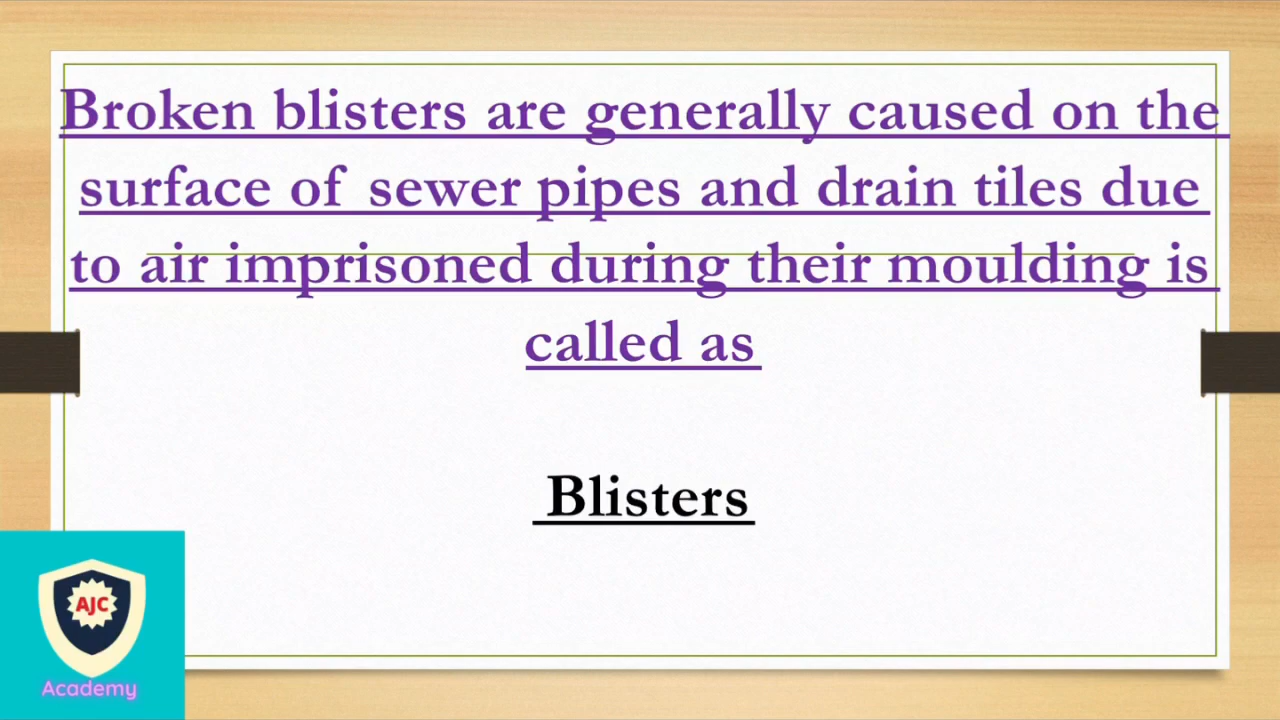 Broken blisters are generally caused on the
surface of sewer pipes and drain tiles due
to air imprisoned during their moulding is
called as
Blisters
AJC
Academy